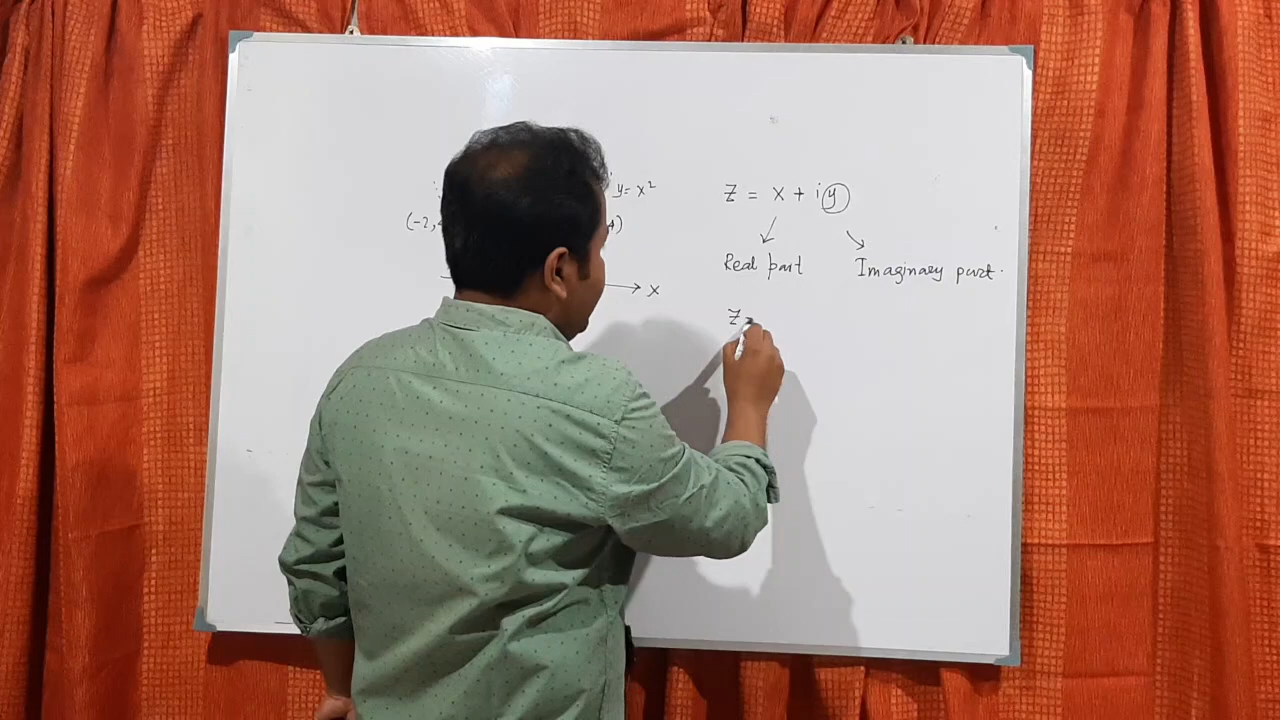 y = x²
Z = x + iy
(-2,
4)
Real part
Imaginary part.
x
Z